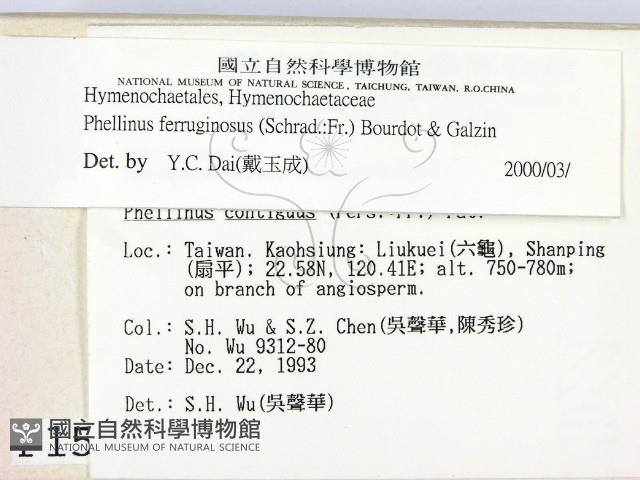 國立自然科學博物館
NATIONAL MUSEUM OF NATURAL SCIENCE, TAICHUNG, TAIWAN, R.O.CHINA
Hymenochaetales, Hymenochaetaceae
Phellinus ferruginosus (Schrad.:Fr.) Bourdot & Galzin
Det. by Y.C. Dai(戴玉成) 2000/03/
Phellinus contiguus (Pers.:Fr.) Pat.
Loc.: Taiwan. Kaohsiung: Liukuei(六龜), Shanping
(扇平); 22.58N, 120.41E; alt. 750-780m;
on branch of angiosperm.
Col.: S.H. Wu & S.Z. Chen(吳聲華,陳秀珍)
No. Wu 9312-80
Date: Dec. 22, 1993
Det.: S.H. Wu(吳聲華)
國立自然科學博物館
NATIONAL MUSEUM OF NATURAL SCIENCE